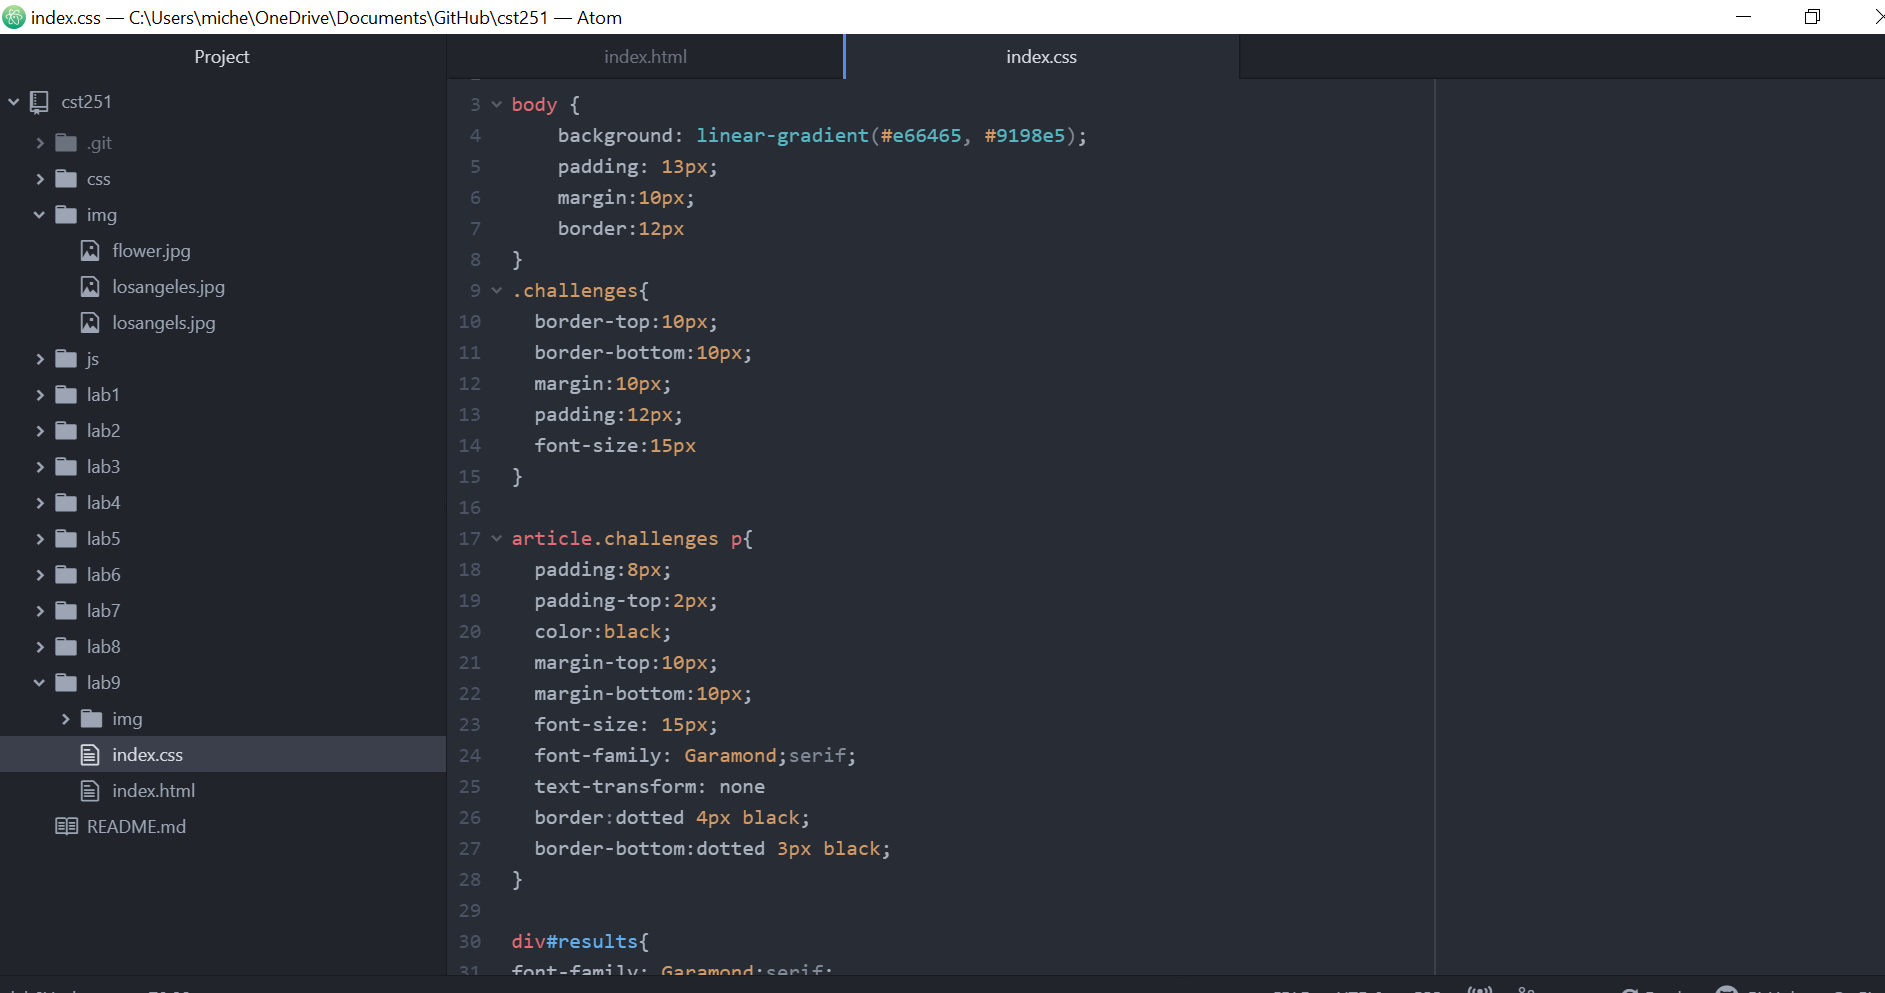 index.css — C:\Users\miche\OneDrive\Documents\GitHub\cst251 — Atom
Project
index.html
index.css
cst251
.git
css
img
flower.jpg
losangeles.jpg
losangels.jpg
js
lab1
lab2
lab3
lab4
lab5
lab6
lab7
lab8
lab9
img
index.css
index.html
README.md
3 body {
4 background: linear-gradient(#e66465, #9198e5);
5 padding: 13px;
6 margin:10px;
7 border:12px
8 }
9 .challenges{
10 border-top:10px;
11 border-bottom:10px;
12 margin:10px;
13 padding:12px;
14 font-size:15px
15 }
16
17 article.challenges p{
18 padding:8px;
19 padding-top:2px;
20 color:black;
21 margin-top:10px;
22 margin-bottom:10px;
23 font-size: 15px;
24 font-family: Garamond;serif;
25 text-transform: none
26 border:dotted 4px black;
27 border-bottom:dotted 3px black;
28 }
29
30 div#results{
31 font-family: Garamond;serif;